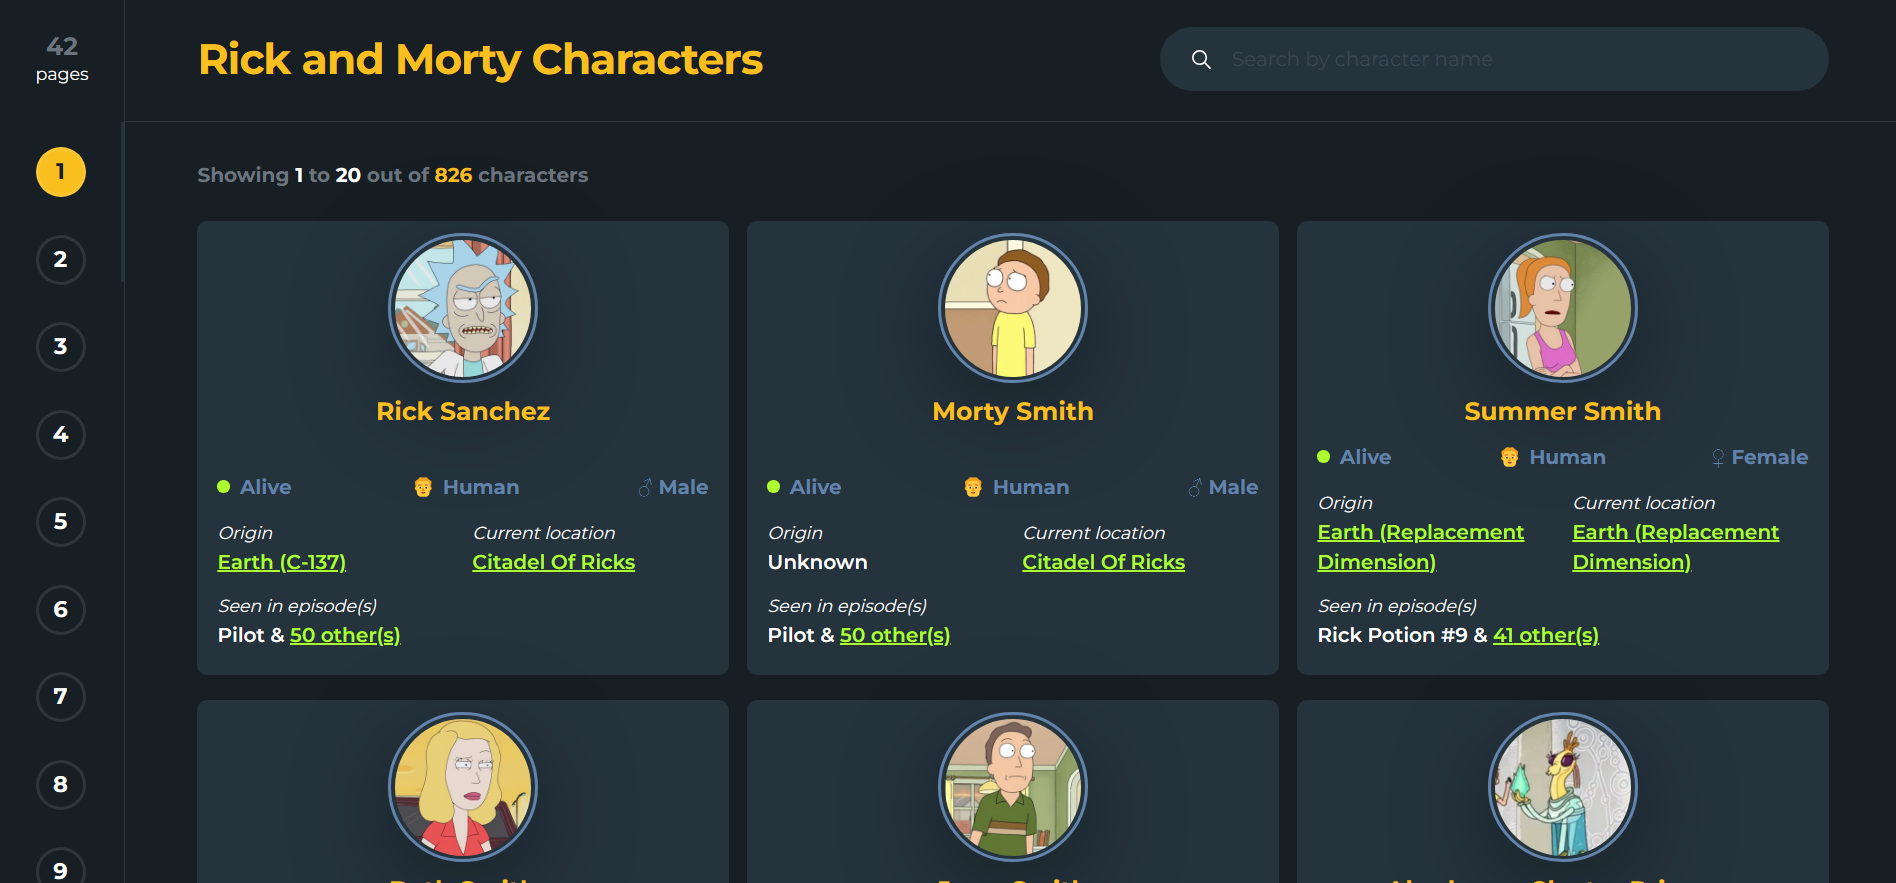 42
pages
Rick and Morty Characters
Search by character name
1
2
3
4
5
6
7
8
9
Showing 1 to 20 out of 826 characters
Rick Sanchez
Alive
Human
Male
Origin
Earth (C-137)
Current location
Citadel Of Ricks
Seen in episode(s)
Pilot & 50 other(s)
Morty Smith
Alive
Human
Male
Origin
Unknown
Current location
Citadel Of Ricks
Seen in episode(s)
Pilot & 50 other(s)
Summer Smith
Alive
Human
Female
Origin
Earth (Replacement
Dimension)
Current location
Earth (Replacement
Dimension)
Seen in episode(s)
Rick Potion #9 & 41 other(s)